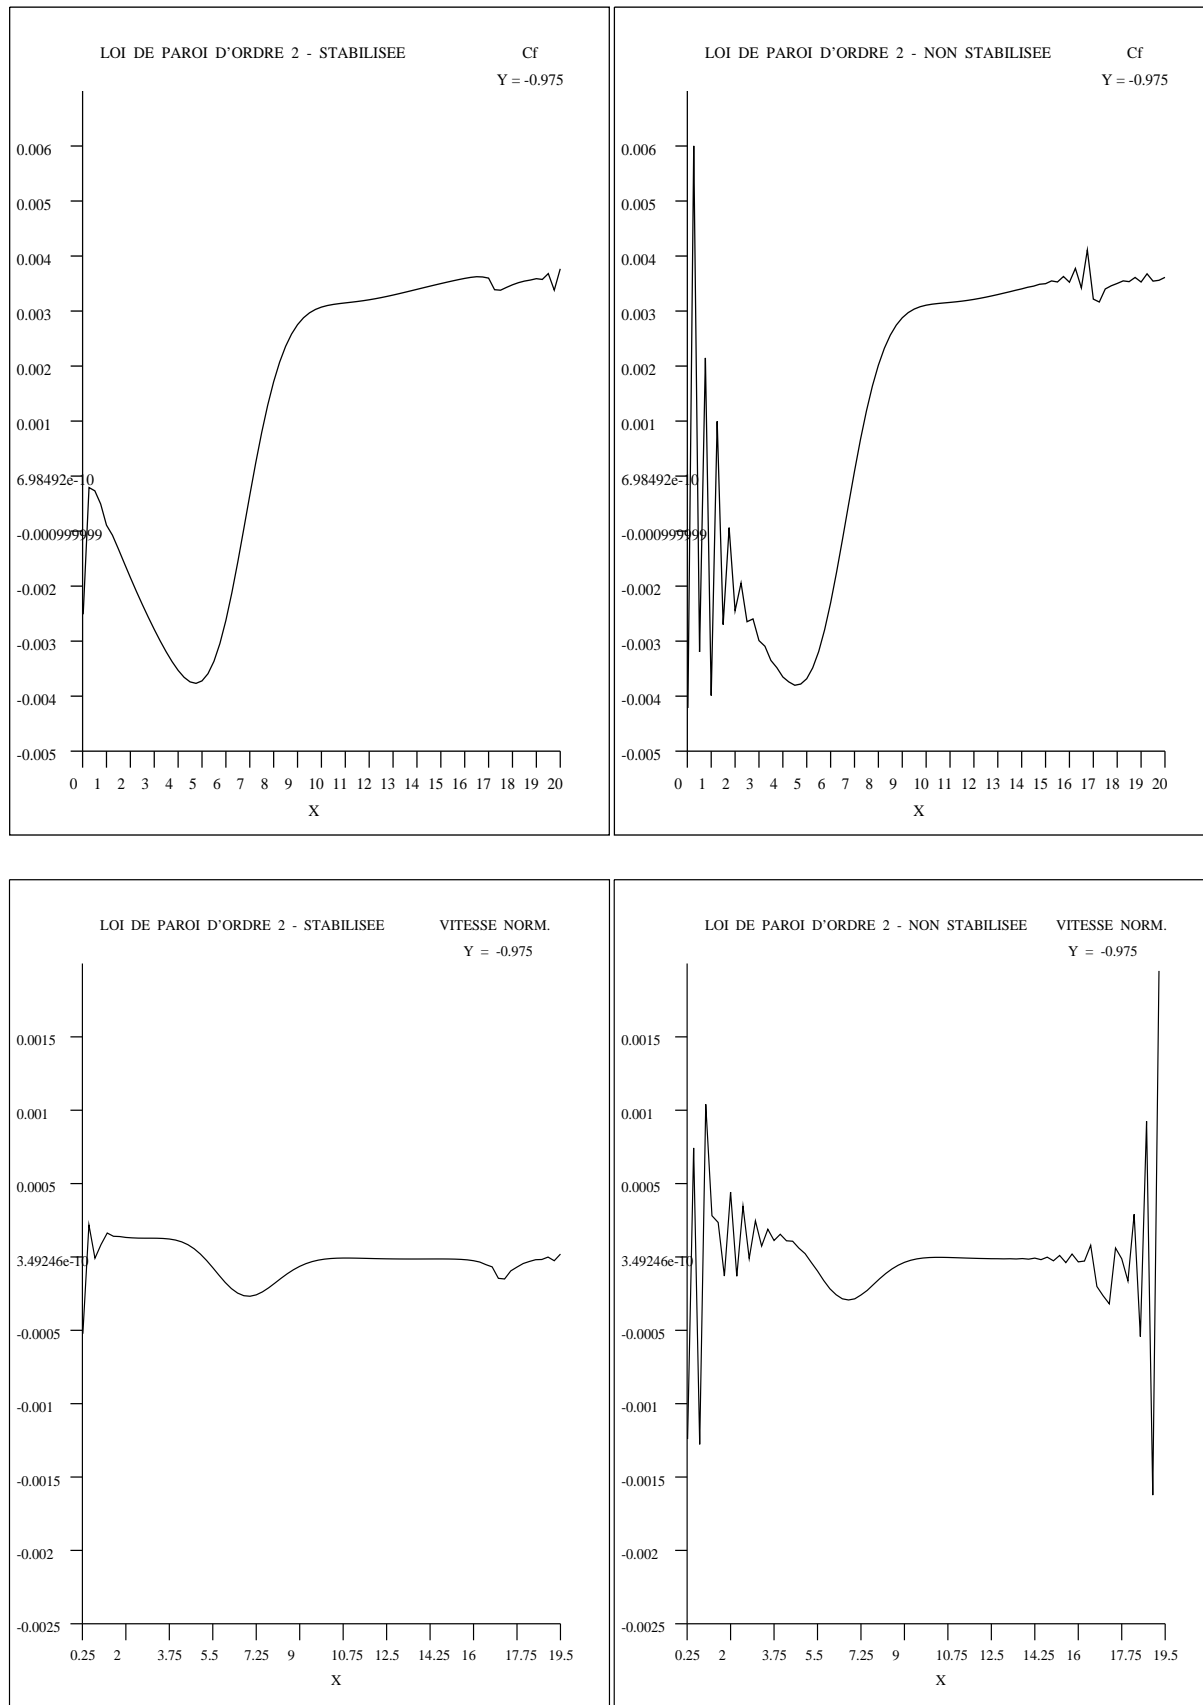 LOI DE PAROI D'ORDRE 2 - STABILISEE Cf
Y = -0.975
0.006
0.005
0.004
0.003
0.002
0.001
6.98492e-10
-0.000999999
-0.002
-0.003
-0.004
-0.005
0 1 2 3 4 5 6 7 8 9 10 11 12 13 14 15 16 17 18 19 20
X
LOI DE PAROI D'ORDRE 2 - NON STABILISEE Cf
Y = -0.975
0.006
0.005
0.004
0.003
0.002
0.001
6.98492e-10
-0.000999999
-0.002
-0.003
-0.004
-0.005
0 1 2 3 4 5 6 7 8 9 10 11 12 13 14 15 16 17 18 19 20
X
LOI DE PAROI D'ORDRE 2 - STABILISEE VITESSE NORM.
Y = -0.975
0.0015
0.001
0.0005
3.49246e-10
-0.0005
-0.001
-0.0015
-0.002
-0.0025
0.25 2 3.75 5.5 7.25 9 10.75 12.5 14.25 16 17.75 19.5
X
LOI DE PAROI D'ORDRE 2 - NON STABILISEE VITESSE NORM.
Y = -0.975
0.0015
0.001
0.0005
3.49246e-10
-0.0005
-0.001
-0.0015
-0.002
-0.0025
0.25 2 3.75 5.5 7.25 9 10.75 12.5 14.25 16 17.75 19.5
X